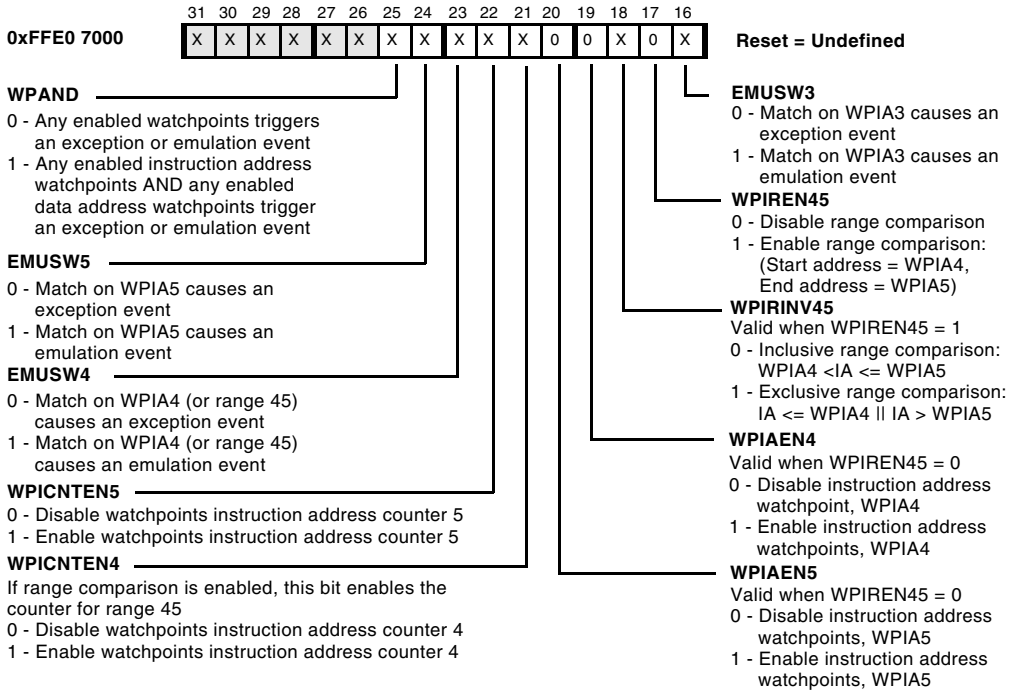 31 30 29 28 27 26 25 24 23 22 21 20 19 18 17 16
0xFFE0 7000
X X X X X X X X X X X 0 0 X 0 X
Reset = Undefined
WPAND
0 - Any enabled watchpoints triggers
an exception or emulation event
1 - Any enabled instruction address
watchpoints AND any enabled
data address watchpoints trigger
an exception or emulation event
EMUSW5
0 - Match on WPIA5 causes an
exception event
1 - Match on WPIA5 causes an
emulation event
EMUSW4
0 - Match on WPIA4 (or range 45)
causes an exception event
1 - Match on WPIA4 (or range 45)
causes an emulation event
WPICNTEN5
0 - Disable watchpoints instruction address counter 5
1 - Enable watchpoints instruction address counter 5
WPICNTEN4
If range comparison is enabled, this bit enables the
counter for range 45
0 - Disable watchpoints instruction address counter 4
1 - Enable watchpoints instruction address counter 4
EMUSW3
0 - Match on WPIA3 causes an
exception event
1 - Match on WPIA3 causes an
emulation event
WPIREN45
0 - Disable range comparison
1 - Enable range comparison:
(Start address = WPIA4,
End address = WPIA5)
WPIRINV45
Valid when WPIREN45 = 1
0 - Inclusive range comparison:
WPIA4 <IA <= WPIA5
1 - Exclusive range comparison:
IA <= WPIA4 || IA > WPIA5
WPIAEN4
Valid when WPIREN45 = 0
0 - Disable instruction address
watchpoint, WPIA4
1 - Enable instruction address
watchpoints, WPIA4
WPIAEN5
Valid when WPIREN45 = 0
0 - Disable instruction address
watchpoints, WPIA5
1 - Enable instruction address
watchpoints, WPIA5